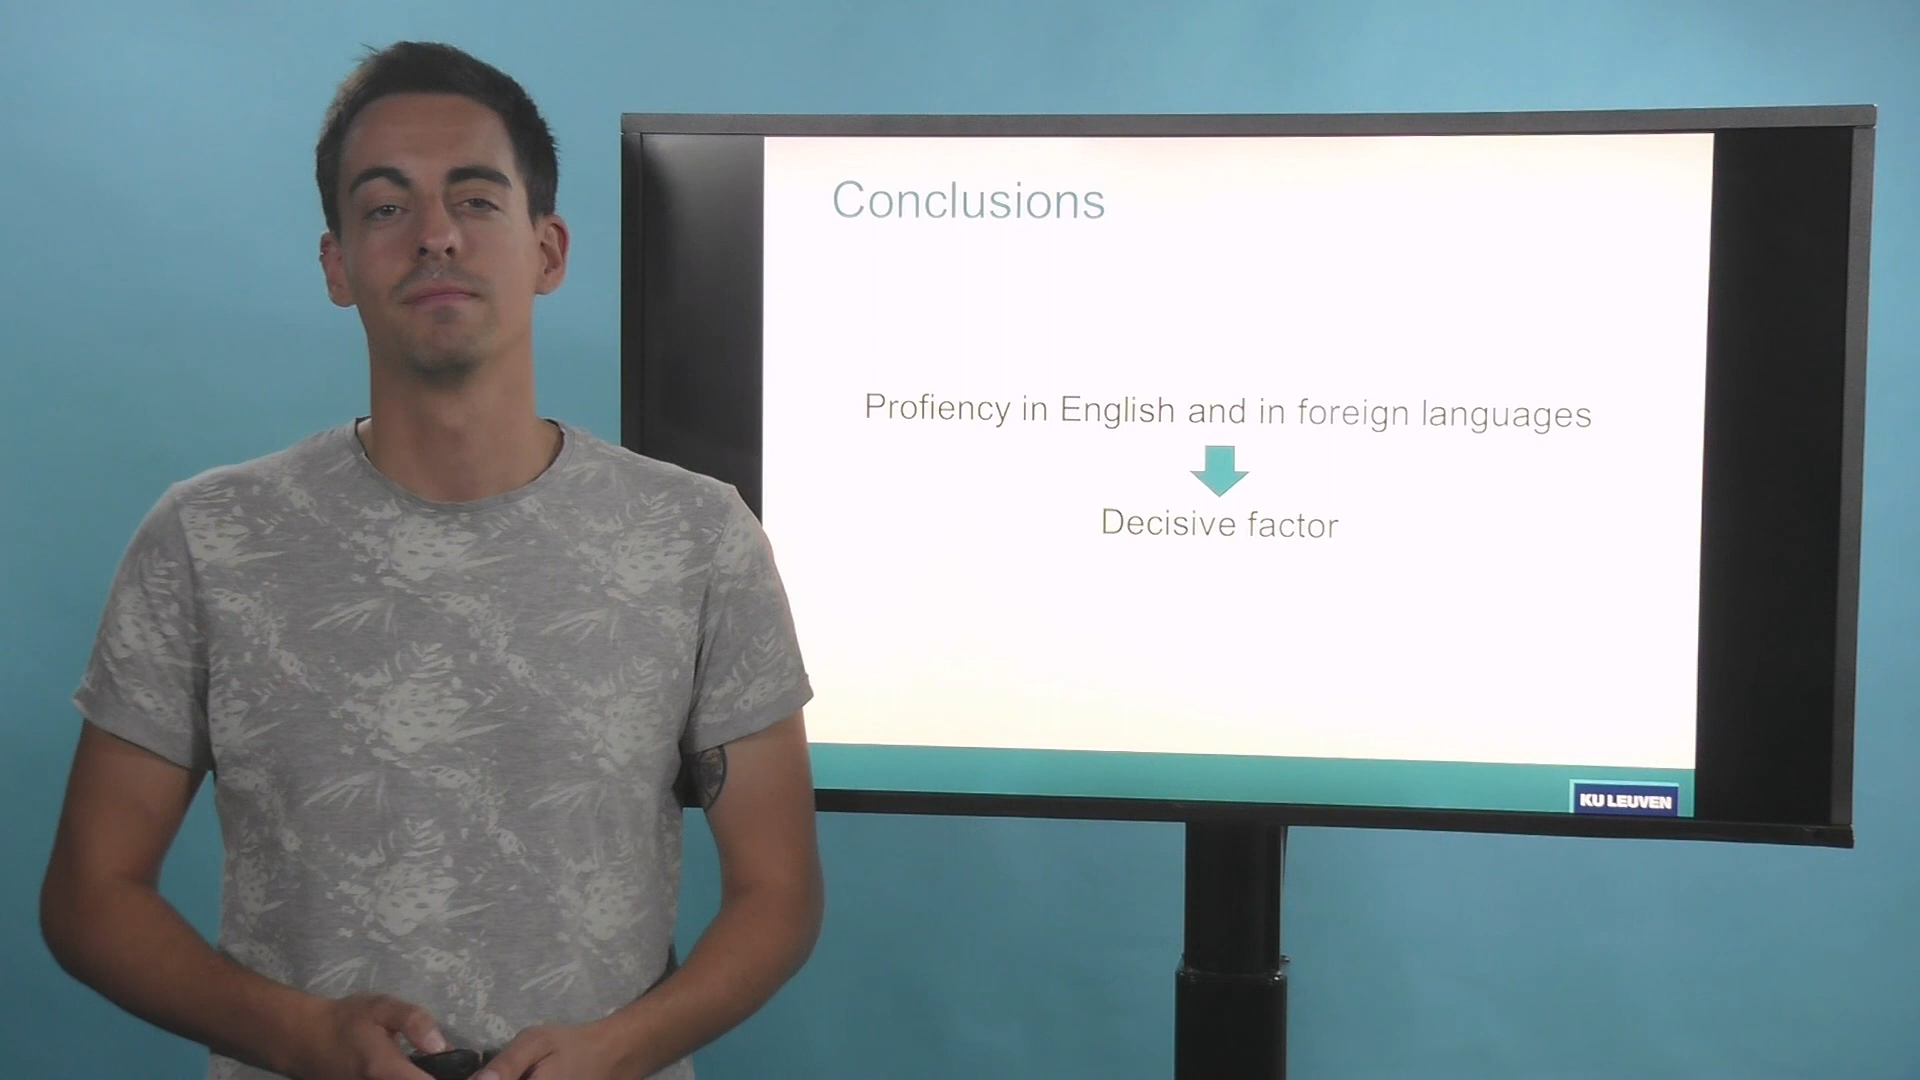 Conclusions
Profiency in English and in foreign languages
Decisive factor
KU LEUVEN